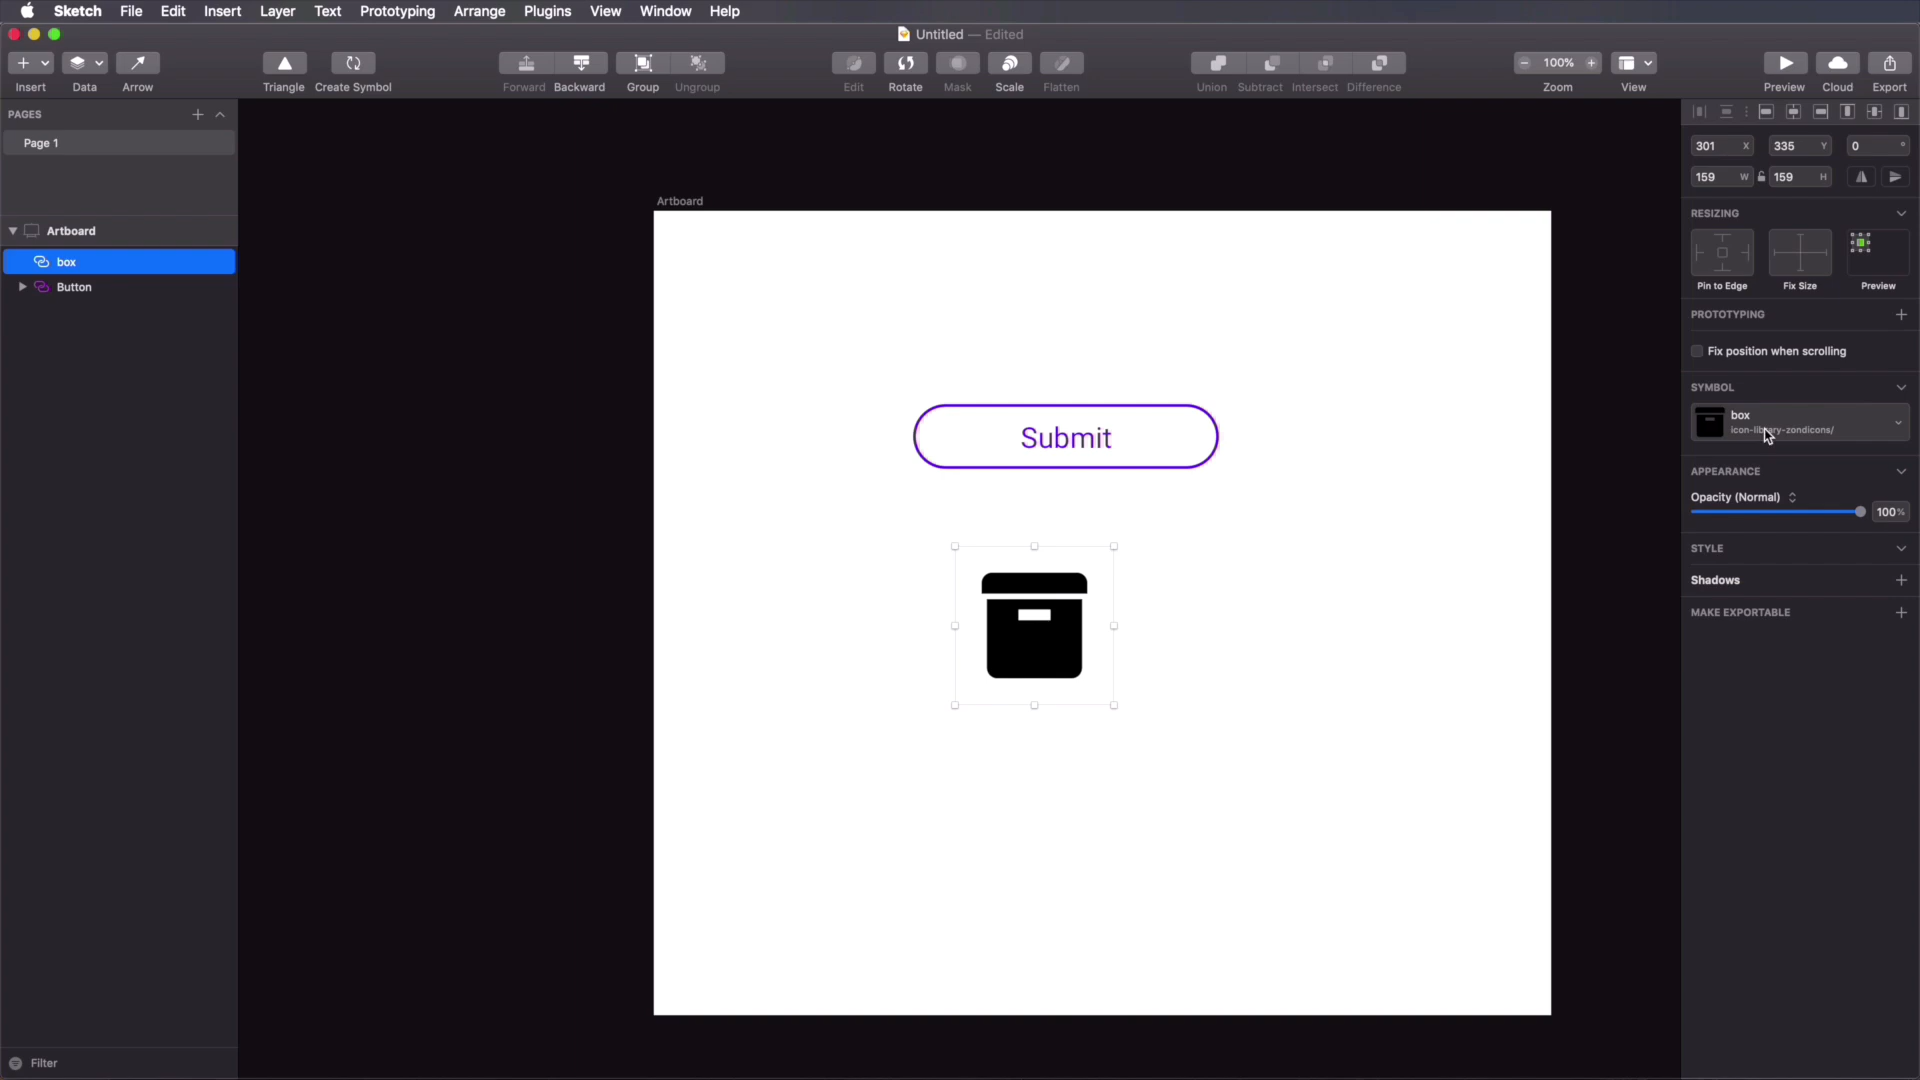 Sketch File Edit Insert Layer Text Prototyping Arrange Plugins View Window Help
Untitled — Edited
100%
Insert Data Arrow Triangle Create Symbol Forward Backward Group Ungroup Edit Rotate Mask Scale Flatten Union Subtract Intersect Difference Zoom View Preview Cloud Export
PAGES
Page 1
Artboard
box
Button
Filter
Artboard
Submit
301 X 335 Y 0 °
159 W 159 H
RESIZING
Pin to Edge Fix Size Preview
PROTOTYPING
Fix position when scrolling
SYMBOL
box
icon-library-zondicons/
APPEARANCE
Opacity (Normal)
100%
STYLE
Shadows
MAKE EXPORTABLE